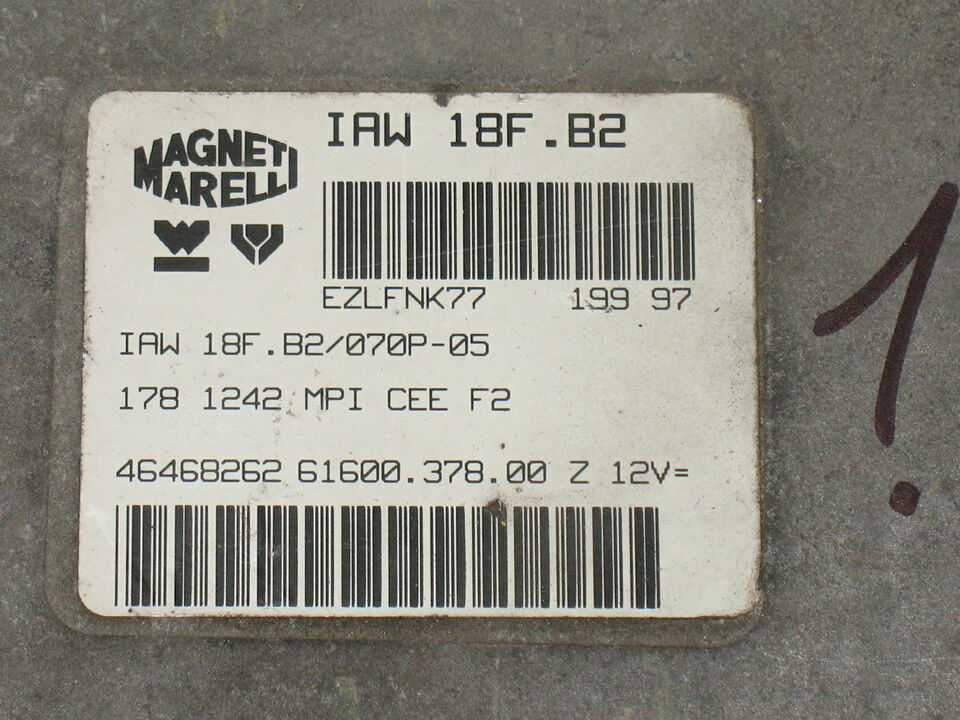 MAGNETI
MARELLI
IAW 18F.B2
EZLFNK77 199 97
IAW 18F.B2/070P-05
178 1242 MPI CEE F2
46468262 61600.378.00 Z 12V=
1.